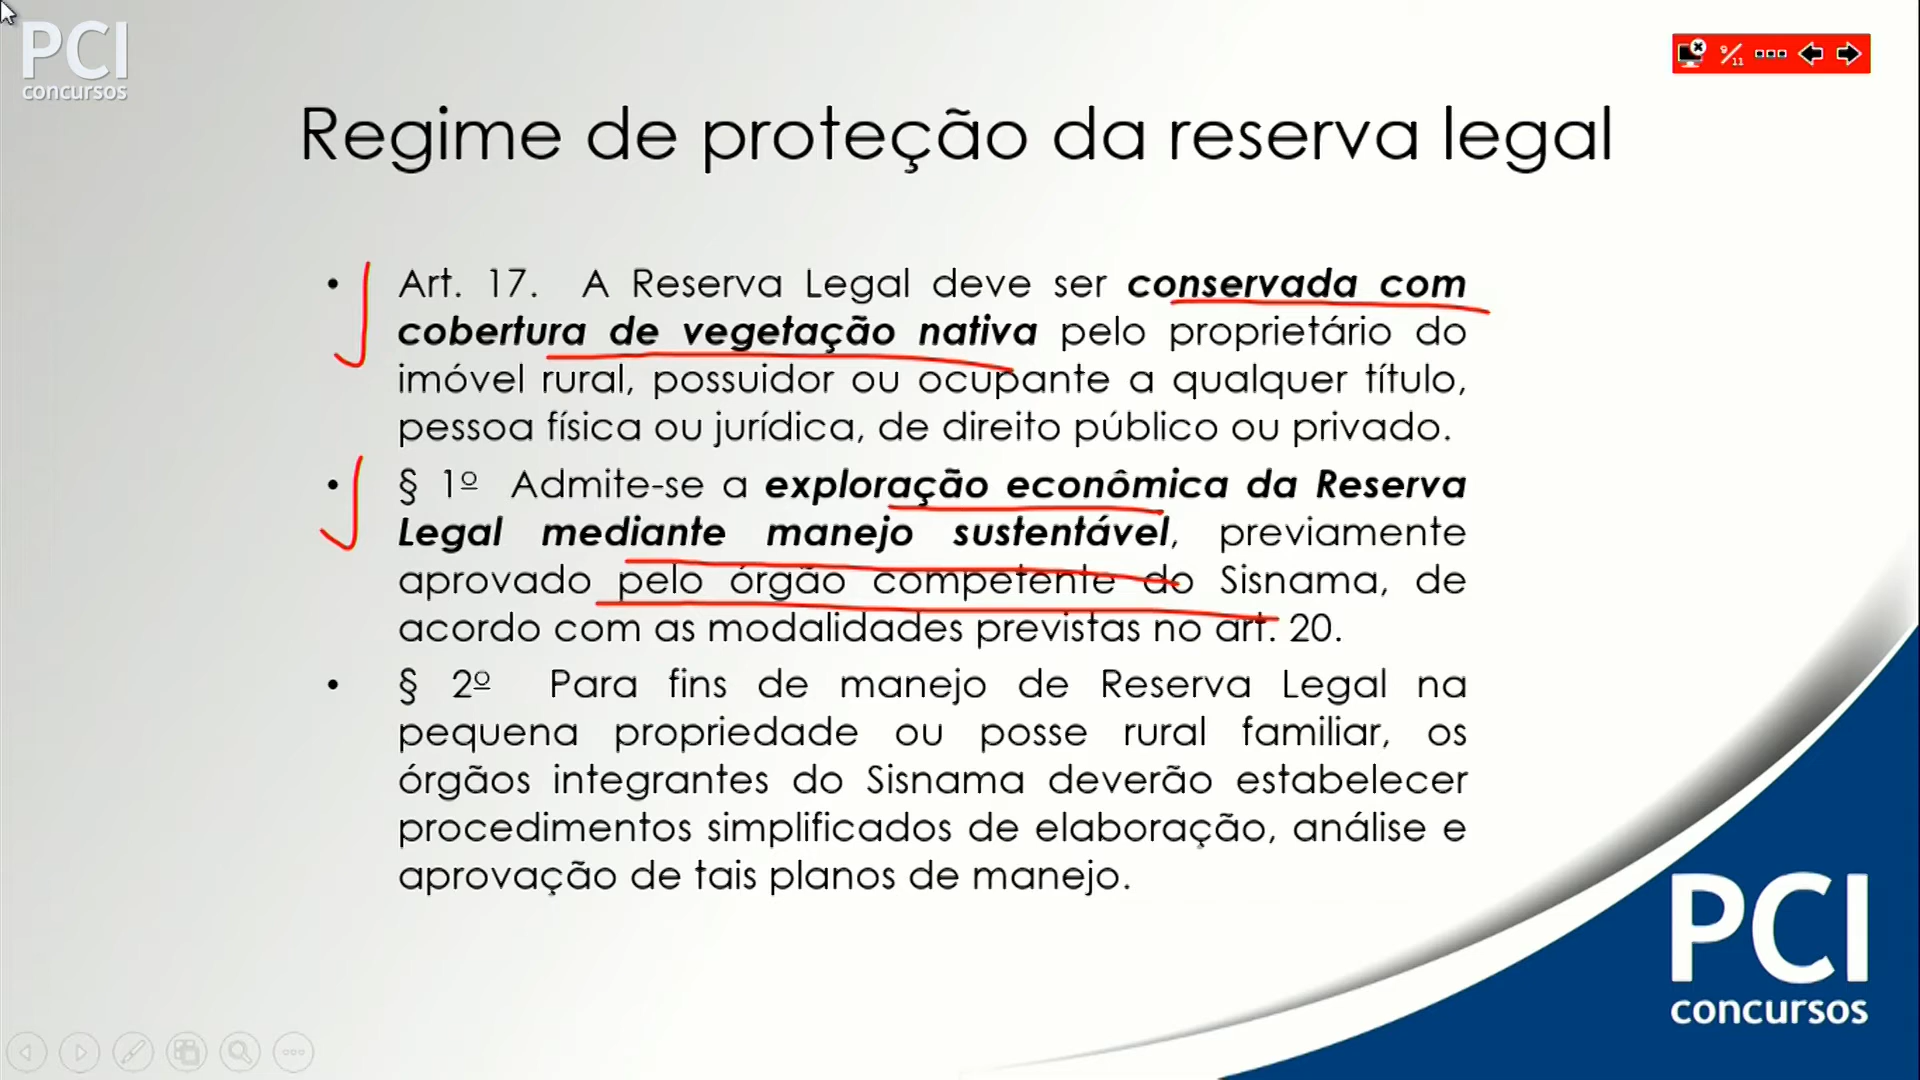 PCI
concursos
9/11
Regime de proteção da reserva legal
• Art. 17. A Reserva Legal deve ser conservada com
cobertura de vegetação nativa pelo proprietário do
imóvel rural, possuidor ou ocupante a qualquer título,
pessoa física ou jurídica, de direito público ou privado.
• § 1º Admite-se a exploração econômica da Reserva
Legal mediante manejo sustentável, previamente
aprovado pelo órgão competente do Sisnama, de
acordo com as modalidades previstas no art. 20.
• § 2º Para fins de manejo de Reserva Legal na
pequena propriedade ou posse rural familiar, os
órgãos integrantes do Sisnama deverão estabelecer
procedimentos simplificados de elaboração, análise e
aprovação de tais planos de manejo.
PCI
concursos